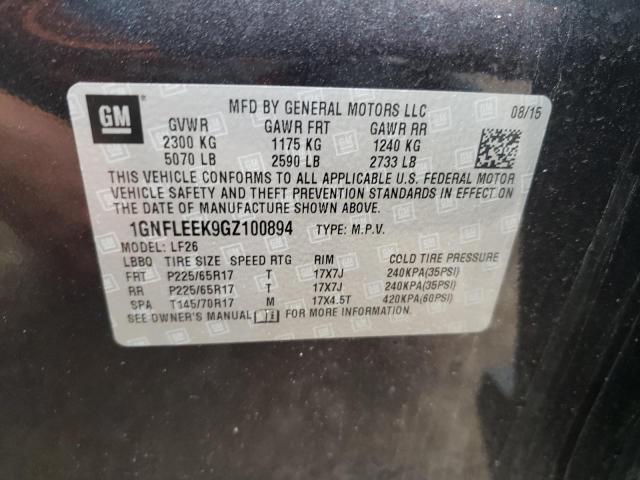 GM
MFD BY GENERAL MOTORS LLC 08/15
GVWR GAWR FRT GAWR RR
2300 KG 1175 KG 1240 KG
5070 LB 2590 LB 2733 LB
THIS VEHICLE CONFORMS TO ALL APPLICABLE U.S. FEDERAL MOTOR
VEHICLE SAFETY AND THEFT PREVENTION STANDARDS IN EFFECT ON
THE DATE OF MANUFACTURE SHOWN ABOVE.
1GNFLEEK9GZ100894 TYPE: M.P.V.
MODEL: LF26
LBBQ TIRE SIZE SPEED RTG RIM COLD TIRE PRESSURE
FRT P225/65R17 T 17X7J 240KPA(35PSI)
RR P225/65R17 T 17X7J 240KPA(35PSI)
SPA T145/70R17 M 17X4.5T 420KPA(60PSI)
SEE OWNER'S MANUAL FOR MORE INFORMATION.